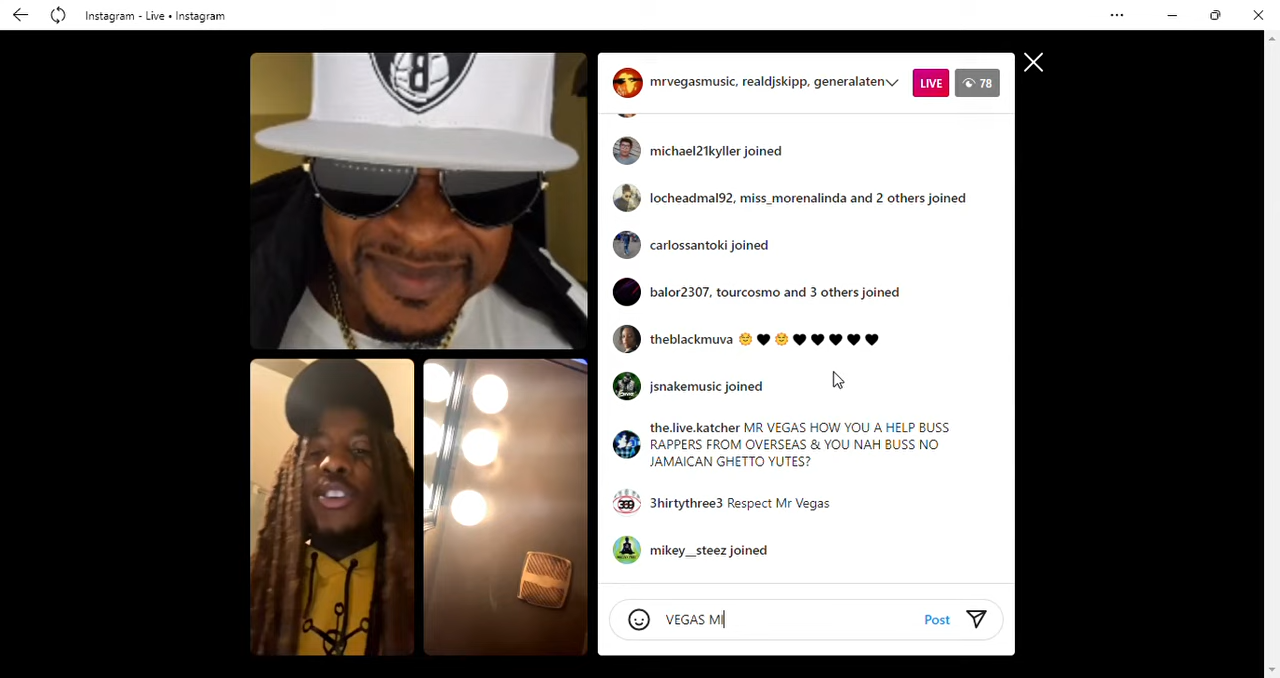 Instagram - Live • Instagram
B
mrvegasmusic, realdjskipp, generalaten
LIVE
78
michael21kyller joined
locheadmal92, miss_morenalinda and 2 others joined
carlossantoki joined
balor2307, tourcosmo and 3 others joined
theblackmuva 🤗🖤🤗🖤🖤🖤🖤🖤
jsnakemusic joined
the.live.katcher MR VEGAS HOW YOU A HELP BUSS
RAPPERS FROM OVERSEAS & YOU NAH BUSS NO
JAMAICAN GHETTO YUTES?
3hirtythree3 Respect Mr Vegas
mikey__steez joined
VEGAS MI
Post